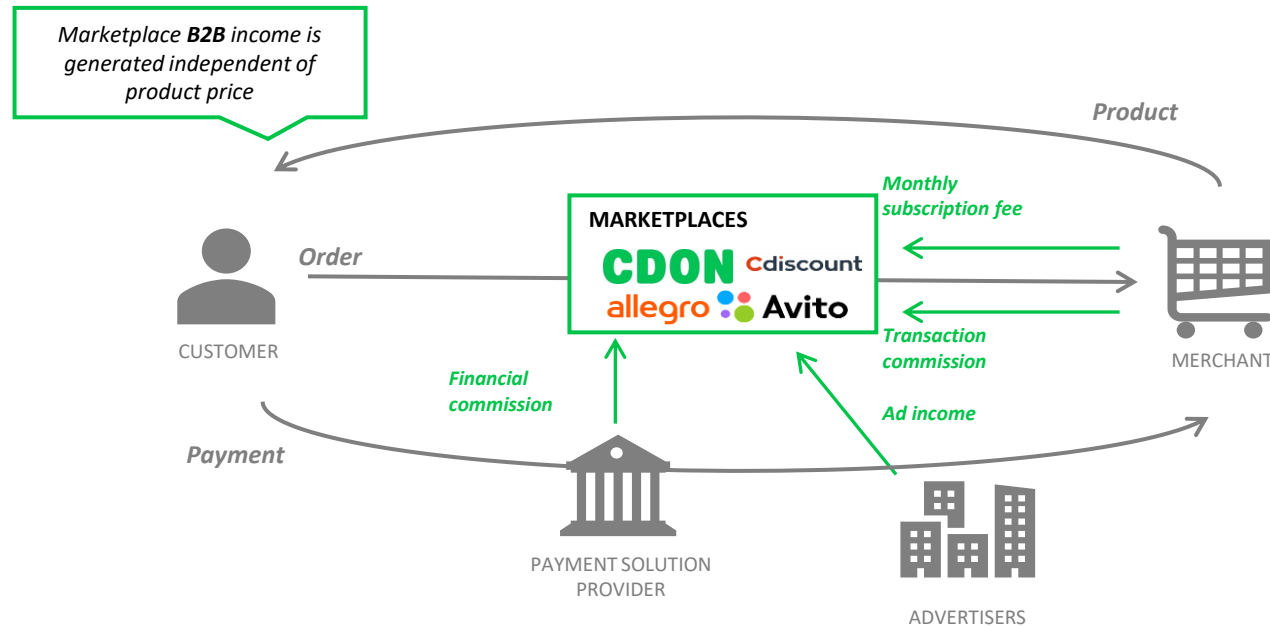 Marketplace B2B income is
generated independent of
product price
Product
Monthly
subscription fee
MARKETPLACES
CDON Cdiscount
allegro Avito
Order
CUSTOMER
Transaction
commission
MERCHANT
Financial
commission
Ad income
Payment
PAYMENT SOLUTION
PROVIDER
ADVERTISERS